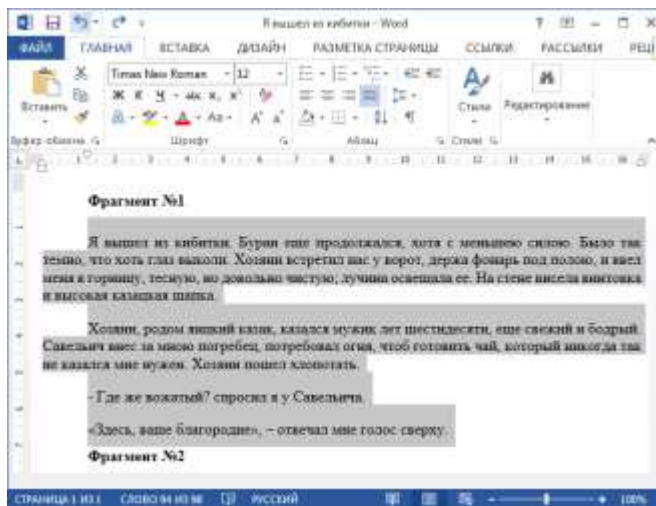 Я вышел из кибитки - Word
ФАЙЛ ГЛАВНАЯ ВСТАВКА ДИЗАЙН РАЗМЕТКА СТРАНИЦЫ ССЫЛКИ РАССЫЛКИ РЕЦ
Times New Roman 12
Вставить
Ж К Ч abc x, x
Стили Редактирование
Буфер обмена Шрифт Абзац Стили
Фрагмент №1
Я вышел из кибитки. Буран еще продолжался, хотя с меньшею силою. Было так
темно, что хоть глаз выколи. Хозяин встретил нас у ворот, держа фонарь под полою, и ввел
меня в горницу, тесную, но довольно чистую; лучина освещала ее. На стене висела винтовка
и высокая казацкая шапка.
Хозяин, родом яицкий казак, казался мужик лет шестидесяти, еще свежий и бодрый.
Савельич внес за мною погребец, потребовал огня, чтоб готовить чай, который никогда так
не казался мне нужен. Хозяин пошел хлопотать.
- Где же вожатый? спросил я у Савельича.
«Здесь, ваше благородие», – отвечал мне голос сверху.
Фрагмент №2
СТРАНИЦА 1 ИЗ 1 СЛОВО 94 ИЗ 98 РУССКИЙ 100%